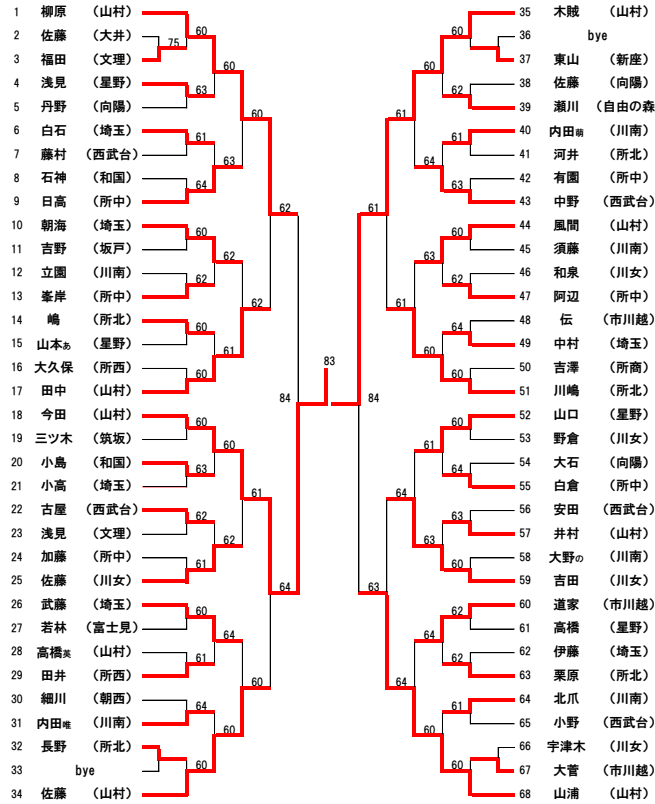 1 柳原 （山村）
2 佐藤 （大井）
3 福田 （文理）
4 浅見 （星野）
5 丹野 （向陽）
6 白石 （埼玉）
7 藤村 （西武台）
8 石神 （和国）
9 日高 （所中）
10 朝海 （埼玉）
11 吉野 （坂戸）
12 立園 （川南）
13 峯岸 （所中）
14 嶋 （所北）
15 山本あ （星野）
16 大久保 （所西）
17 田中 （山村）
18 今田 （山村）
19 三ツ木 （筑坂）
20 小島 （和国）
21 小高 （埼玉）
22 古屋 （西武台）
23 浅見 （文理）
24 加藤 （所中）
25 佐藤 （川女）
26 武藤 （埼玉）
27 若林 （富士見）
28 高橋英 （山村）
29 田井 （所西）
30 細川 （朝西）
31 内田唯 （川南）
32 長野 （所北）
33 bye
34 佐藤 （山村）
75
60
63
61
64
60
62
60
60
60
63
62
61
60
61
64
60
60
63
62
61
60
63
62
62
61
60
62
64
60
61
62
64
60
84
64
83
35 木賊 （山村）
36 bye
37 東山 （新座）
38 佐藤 （向陽）
39 瀬川 （自由の森
40 内田萌 （川南）
41 河井 （所北）
42 有園 （所中）
43 中野 （西武台）
44 風間 （山村）
45 須藤 （川南）
46 和泉 （川女）
47 阿辺 （所中）
48 伝 （市川越）
49 中村 （埼玉）
50 吉澤 （所商）
51 川嶋 （所北）
52 山口 （星野）
53 野倉 （川女）
54 大石 （向陽）
55 白倉 （所中）
56 安田 （西武台）
57 井村 （山村）
58 大野の （川南）
59 吉田 （川女）
60 道家 （市川越）
61 高橋 （星野）
62 伊藤 （埼玉）
63 栗原 （所北）
64 北爪 （川南）
65 小野 （西武台）
66 宇津木 （川女）
67 大菅 （市川越）
68 山浦 （山村）
60
62
61
63
60
62
64
60
60
64
63
60
62
62
61
60
60
64
63
60
61
63
64
60
61
61
64
64
61
63
84